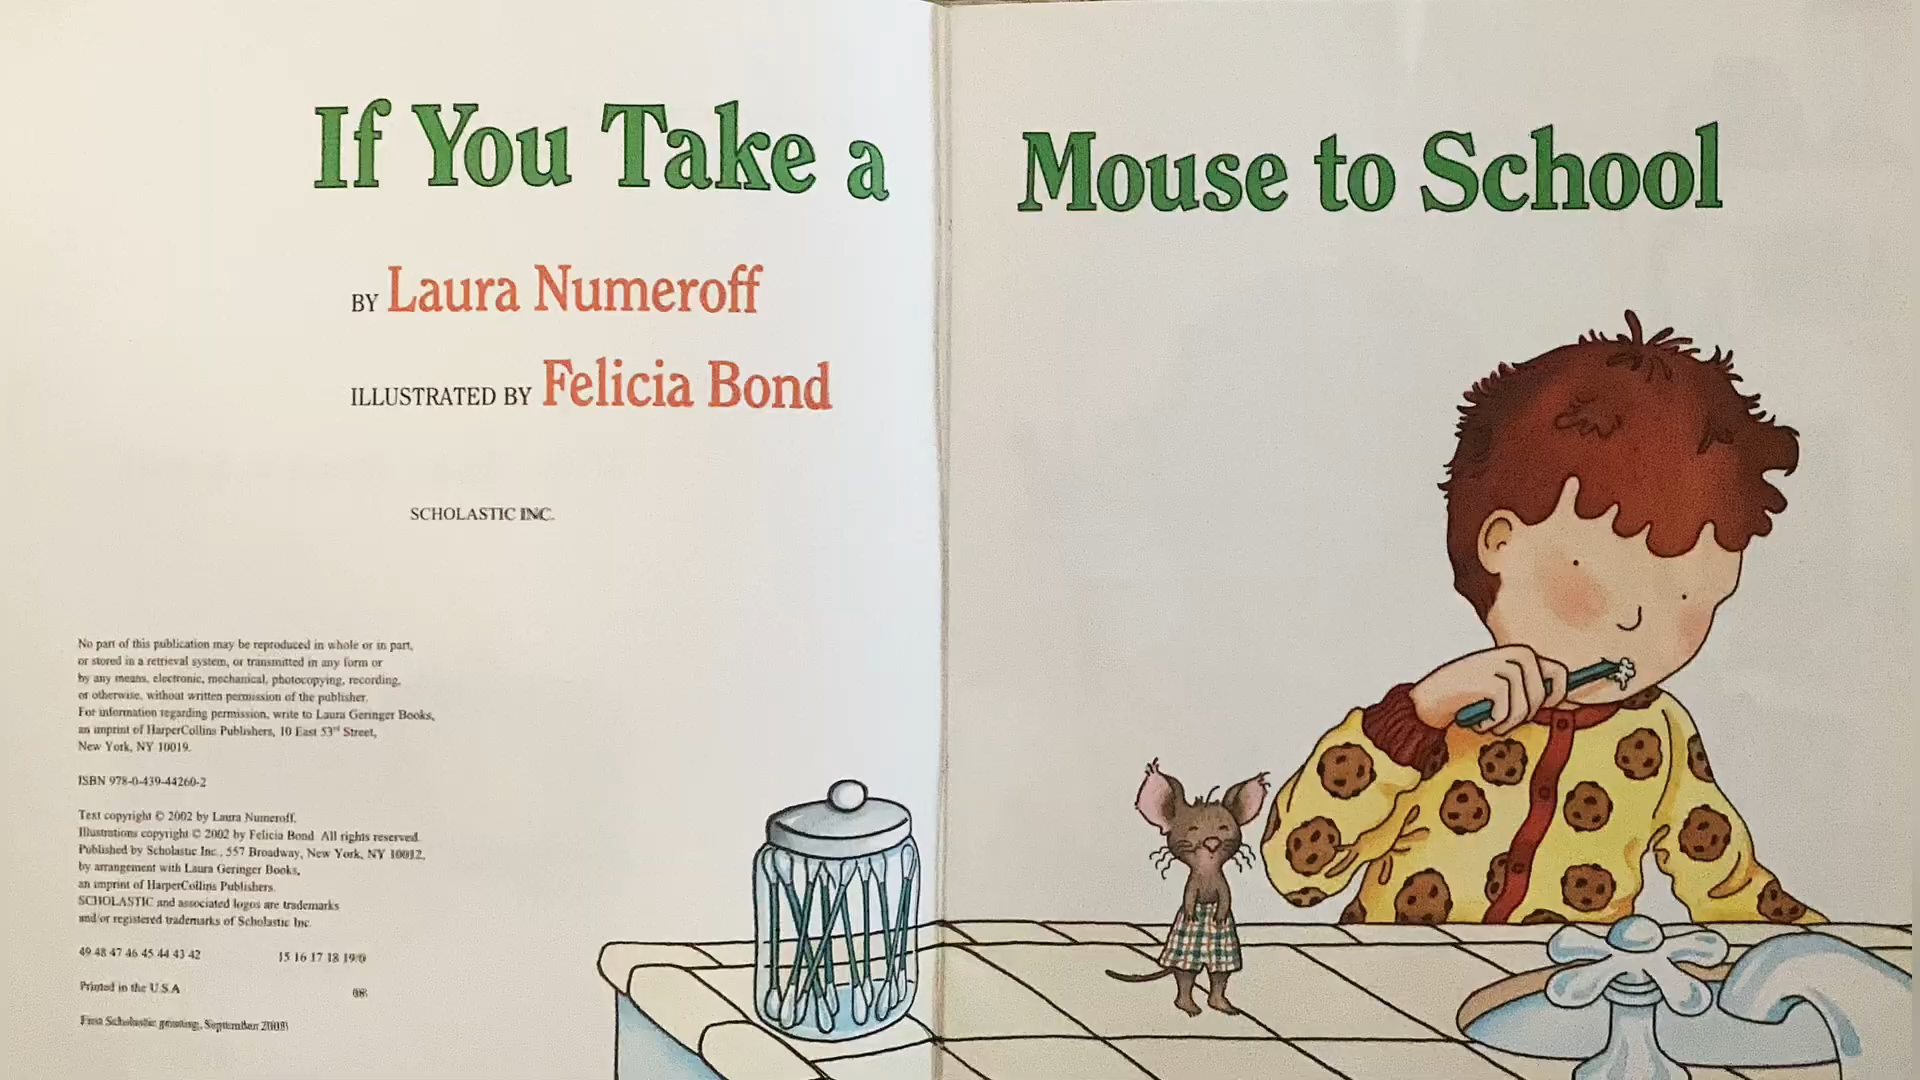 If You Take a Mouse to School
BY Laura Numeroff
ILLUSTRATED BY Felicia Bond
SCHOLASTIC INC.
No part of this publication may be reproduced in whole or in part,
or stored in a retrieval system, or transmitted in any form or
by any means, electronic, mechanical, photocopying, recording,
or otherwise, without written permission of the publisher.
For information regarding permission, write to Laura Geringer Books,
an imprint of HarperCollins Publishers, 10 East 53rd Street,
New York, NY 10019.
ISBN 978-0-439-44260-2
Text copyright © 2002 by Laura Numeroff.
Illustrations copyright © 2002 by Felicia Bond. All rights reserved.
Published by Scholastic Inc., 557 Broadway, New York, NY 10012,
by arrangement with Laura Geringer Books,
an imprint of HarperCollins Publishers.
SCHOLASTIC and associated logos are trademarks
and/or registered trademarks of Scholastic Inc.
49 48 47 46 45 44 43 42 15 16 17 18
Printed in the U.S.A.
First Scholastic printing, September